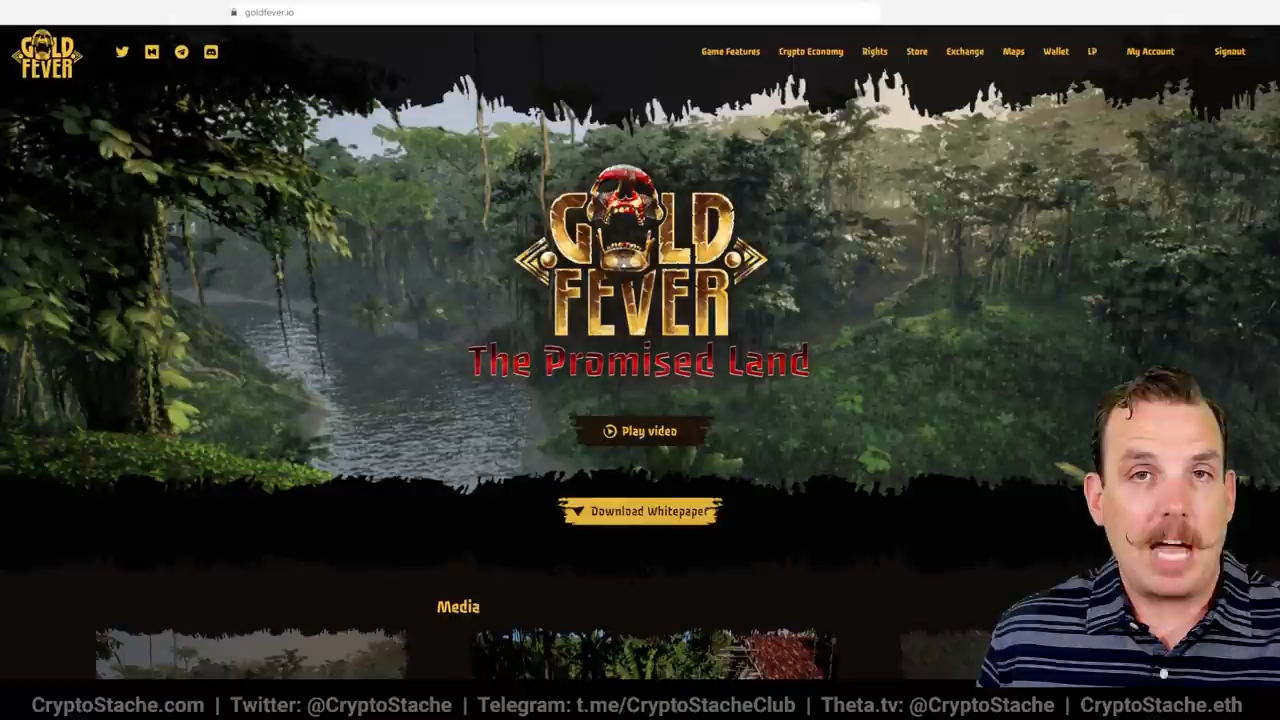 goldfever.io
GOLD FEVER
Game Features Crypto Economy Rights Store Exchange Maps Wallet LP My Account Signout
GOLD
FEVER
The Promised Land
Play video
Download Whitepaper
Media
CryptoStache.com | Twitter: @CryptoStache | Telegram: t.me/CryptoStacheClub | Theta.tv: @CryptoStache | CryptoStache.eth